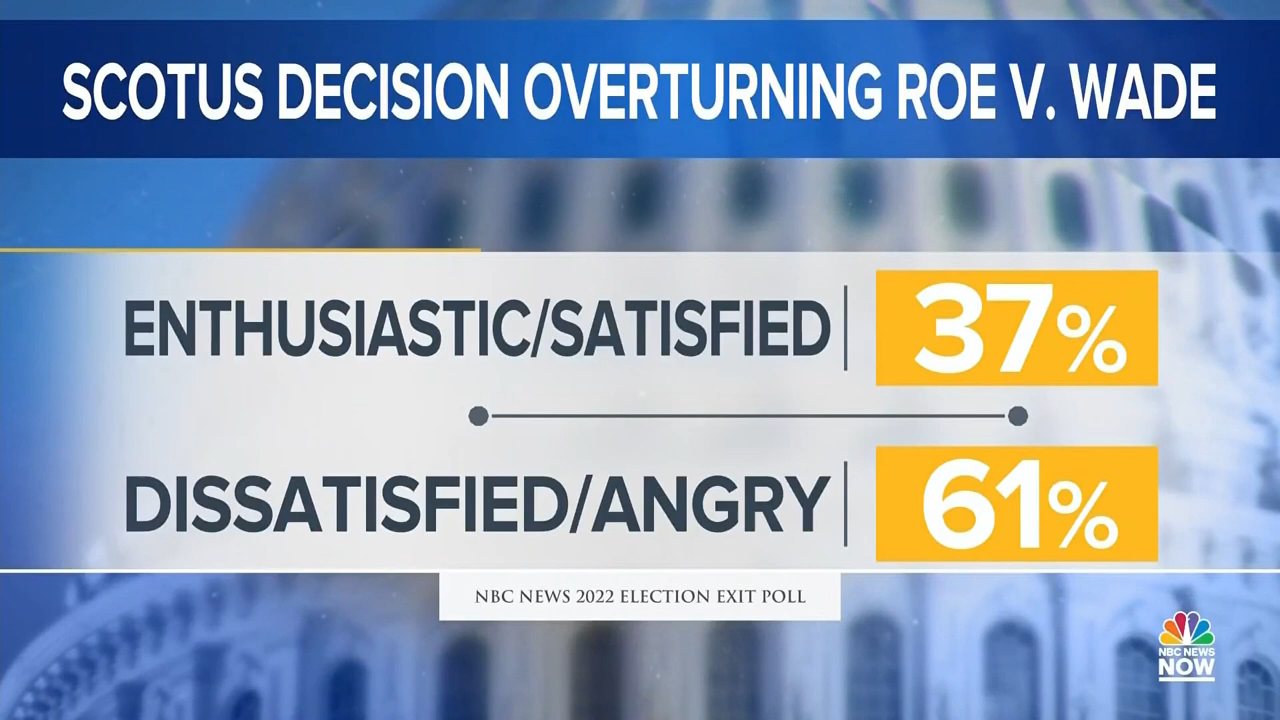 SCOTUS DECISION OVERTURNING ROE V. WADE
ENTHUSIASTIC/SATISFIED 37%
DISSATISFIED/ANGRY 61%
NBC NEWS 2022 ELECTION EXIT POLL
NBC NEWS
NOW